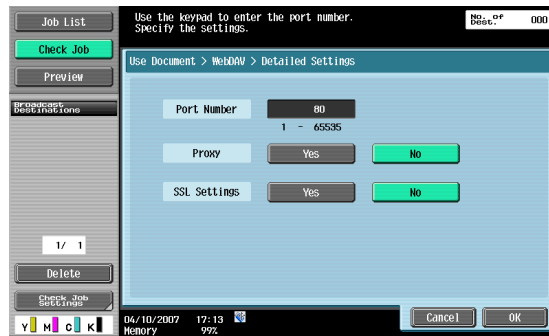 Job List
Check Job
Preview
Broadcast
Destinations
1/ 1
Delete
Check Job
Settings
Y M C K
Use the keypad to enter the port number.
Specify the settings.
No. of
Dest. 000
Use Document > WebDAV > Detailed Settings
Port Number 80
1 - 65535
Proxy Yes No
SSL Settings Yes No
04/10/2007 17:13
Memory 99%
Cancel OK